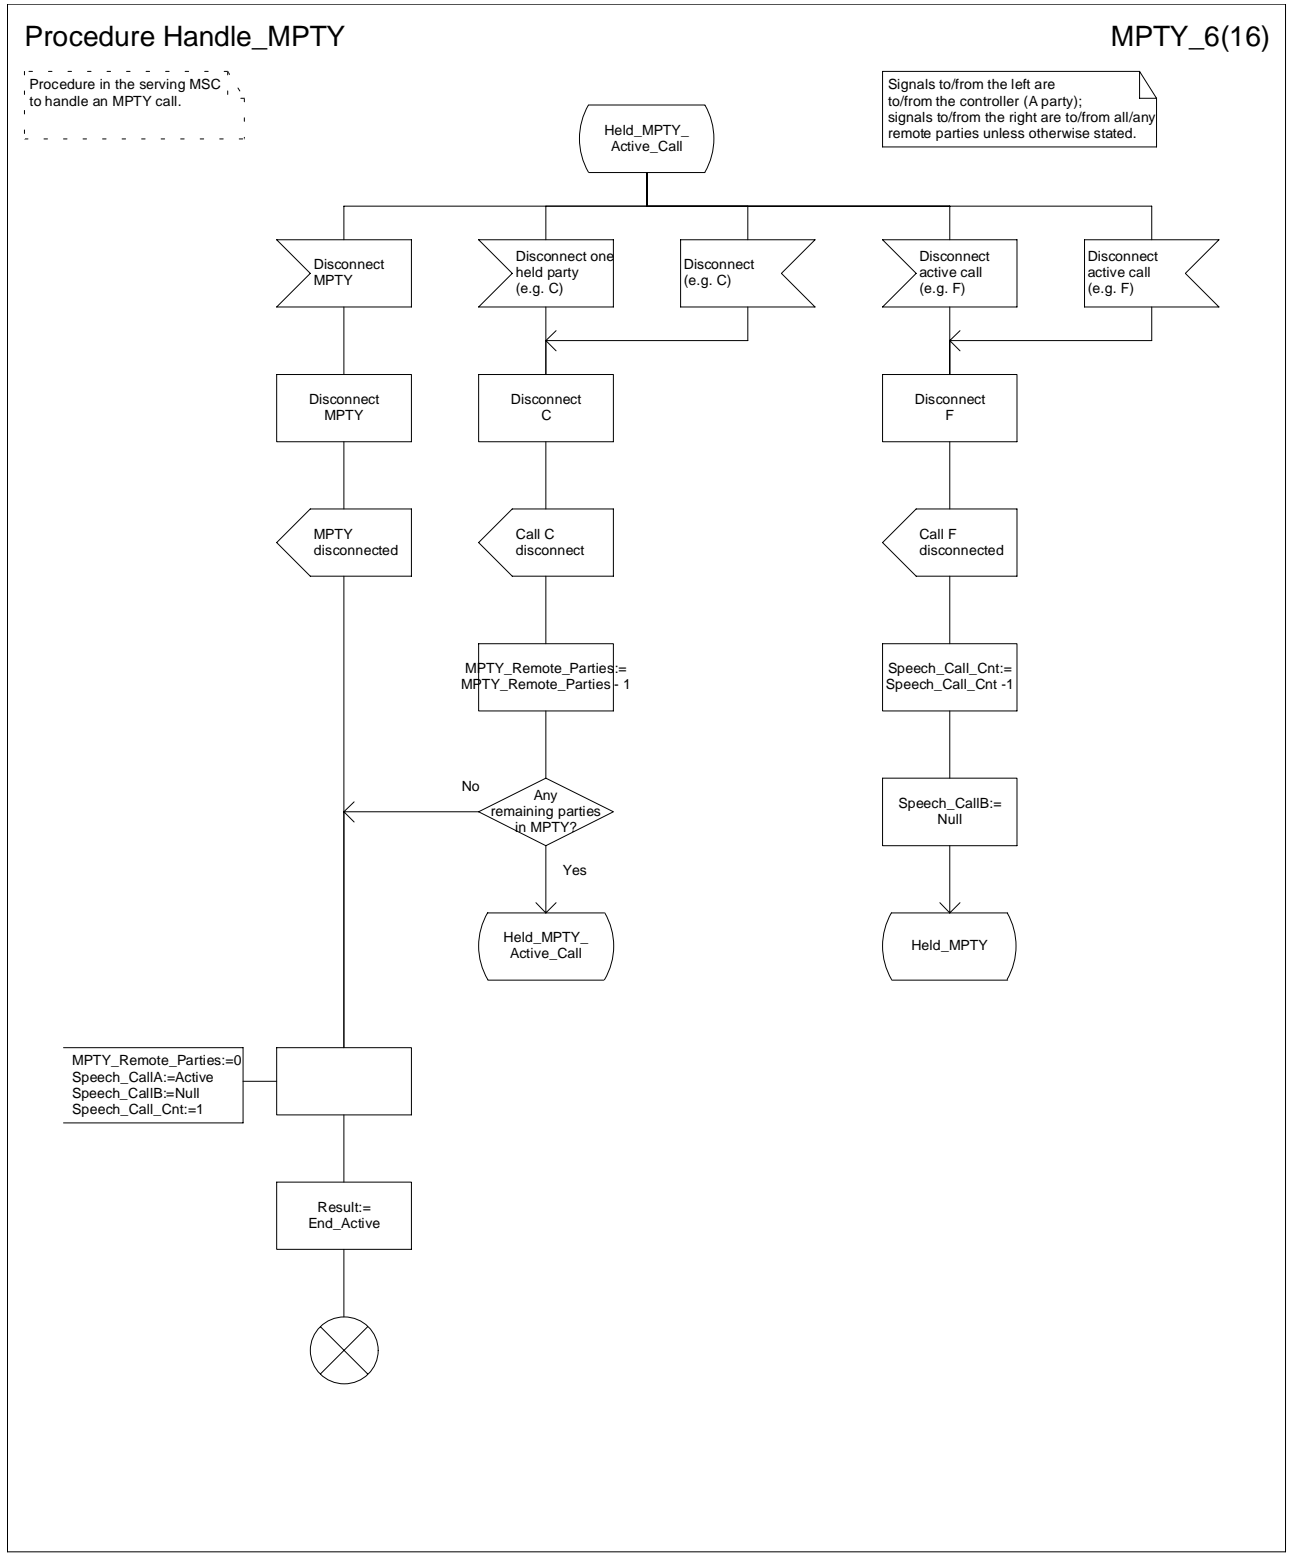 Procedure Handle_MPTY
MPTY_6(16)
Procedure in the serving MSC
to handle an MPTY call.
Signals to/from the left are
to/from the controller (A party);
signals to/from the right are to/from all/any
remote parties unless otherwise stated.
Held_MPTY_
Active_Call
Disconnect
MPTY
Disconnect one
held party
(e.g. C)
Disconnect
(e.g. C)
Disconnect
active call
(e.g. F)
Disconnect
active call
(e.g. F)
Disconnect
MPTY
Disconnect
C
Disconnect
F
MPTY
disconnected
Call C
disconnect
Call F
disconnected
MPTY_Remote_Parties:=
MPTY_Remote_Parties - 1
Speech_Call_Cnt:=
Speech_Call_Cnt -1
No
Any
remaining parties
in MPTY?
Yes
Speech_CallB:=
Null
Held_MPTY_
Active_Call
Held_MPTY
MPTY_Remote_Parties:=0
Speech_CallA:=Active
Speech_CallB:=Null
Speech_Call_Cnt:=1
Result:=
End_Active